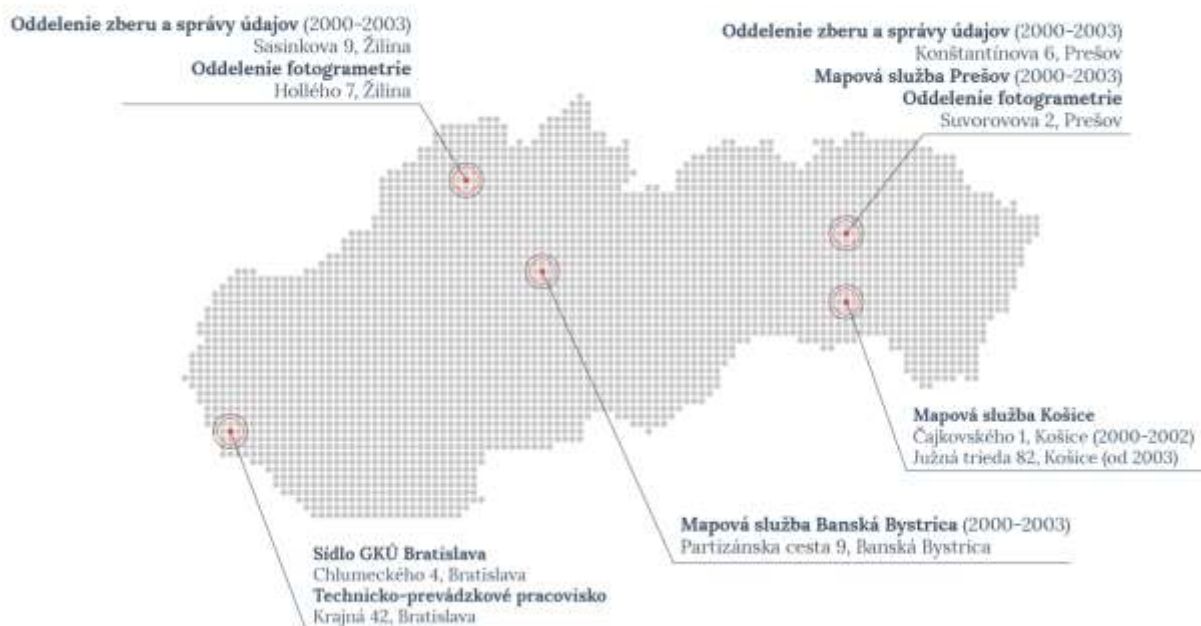 Oddelenie zberu a správy údajov (2000-2003)
Sasinkova 9, Žilina
Oddelenie fotogrametrie
Hollého 7, Žilina
Oddelenie zberu a správy údajov (2000-2003)
Konštantínova 6, Prešov
Mapová služba Prešov (2000-2003)
Oddelenie fotogrametrie
Suvorovova 2, Prešov
Mapová služba Košice
Čajkovského 1, Košice (2000-2002)
Južná trieda 82, Košice (od 2003)
Mapová služba Banská Bystrica (2000-2003)
Partizánska cesta 9, Banská Bystrica
Sídlo GKÚ Bratislava
Chlumeckého 4, Bratislava
Technicko-prevádzkové pracovisko
Krajná 42, Bratislava